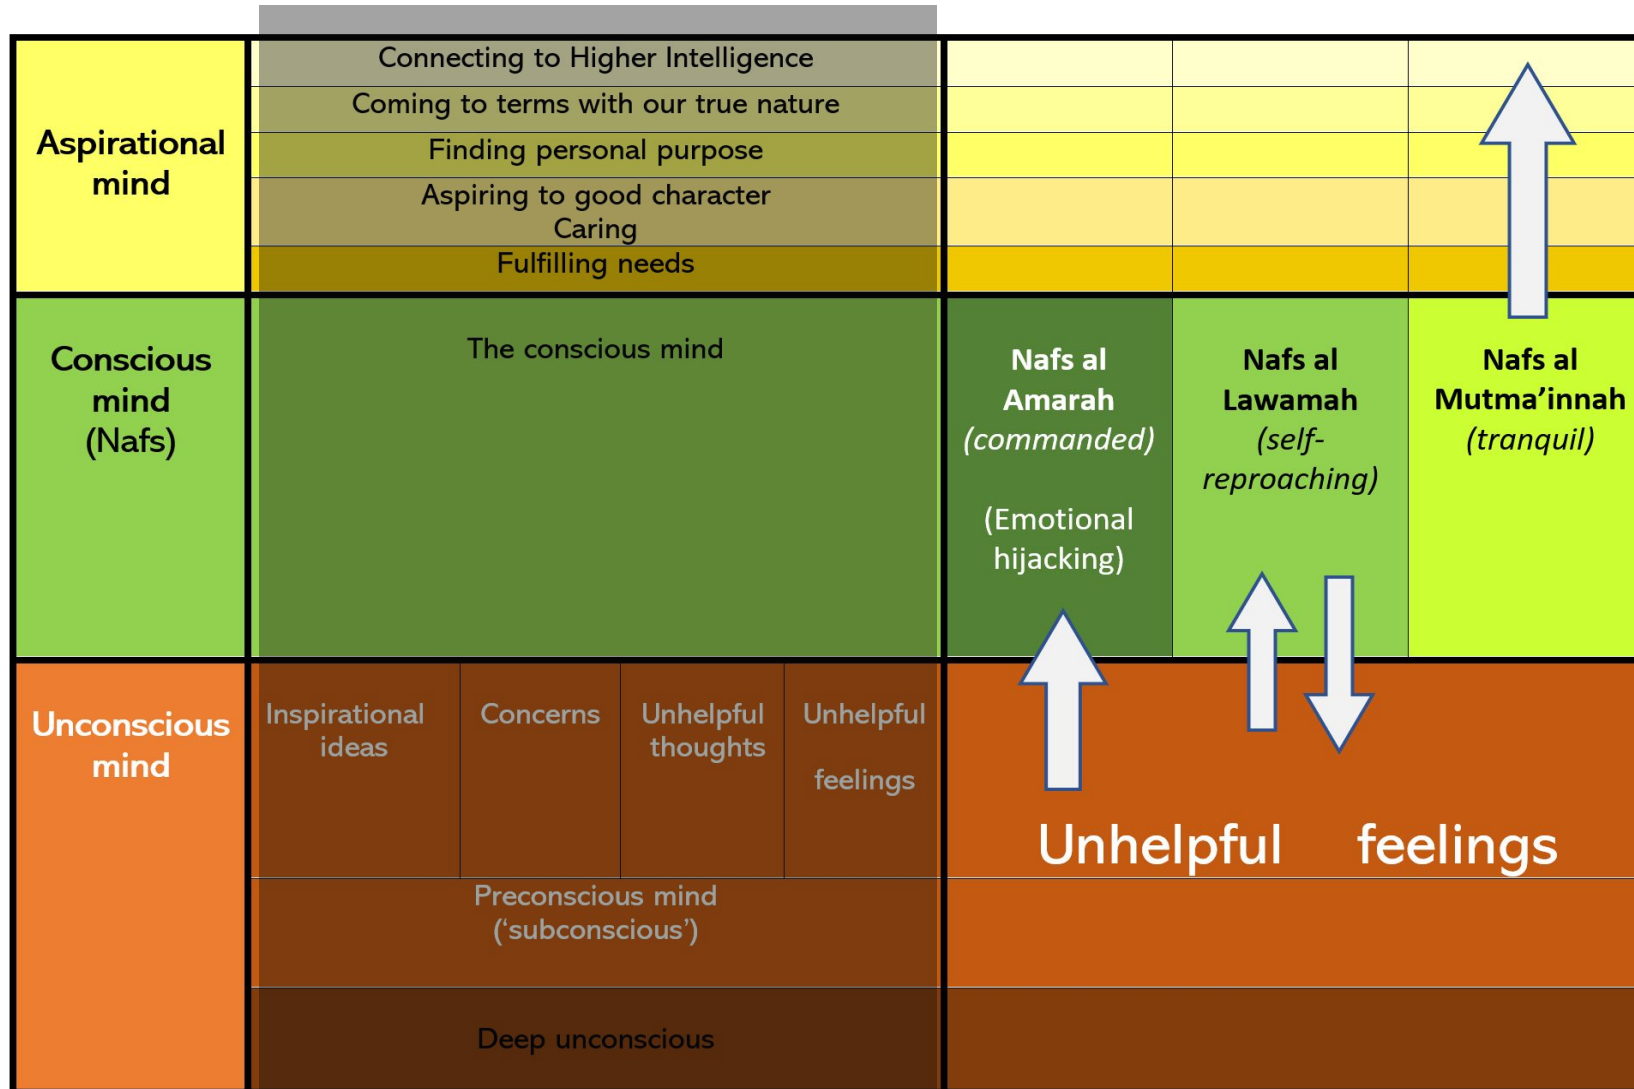 Aspirational
mind
Connecting to Higher Intelligence
Coming to terms with our true nature
Finding personal purpose
Aspiring to good character
Caring
Fulfilling needs
Conscious
mind
(Nafs)
The conscious mind
Nafs al
Amarah
(commanded)
(Emotional
hijacking)
Nafs al
Lawamah
(self-
reproaching)
Nafs al
Mutma’innah
(tranquil)
Unconscious
mind
Inspirational
ideas
Concerns
Unhelpful
thoughts
Unhelpful
feelings
Unhelpful feelings
Preconscious mind
(‘subconscious’)
Deep unconscious